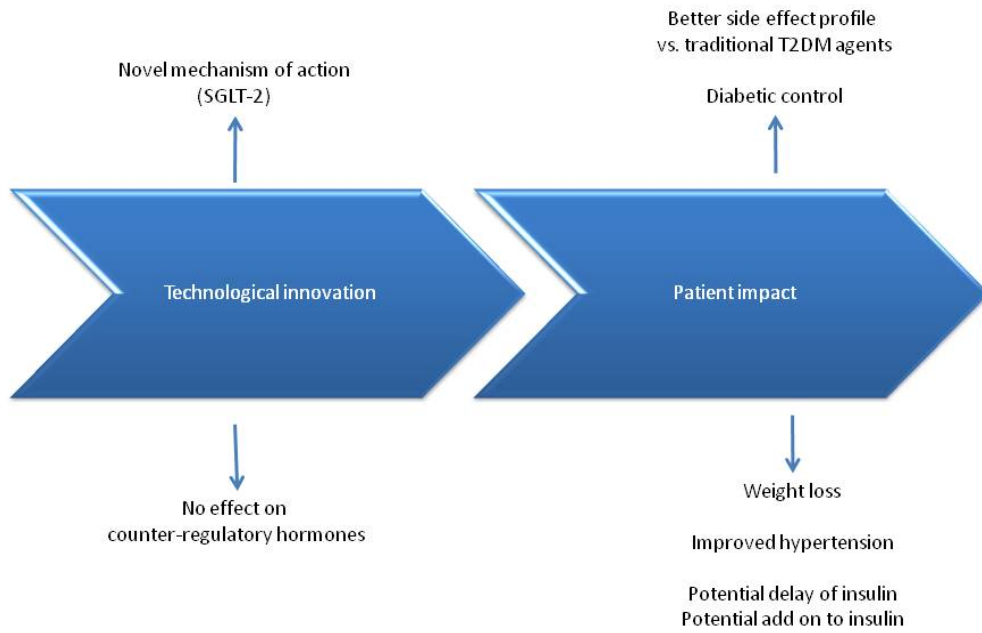 Better side effect profile
vs. traditional T2DM agents
Novel mechanism of action
(SGLT-2)
Diabetic control
Technological innovation
Patient impact
No effect on
counter-regulatory hormones
Weight loss
Improved hypertension
Potential delay of insulin
Potential add on to insulin